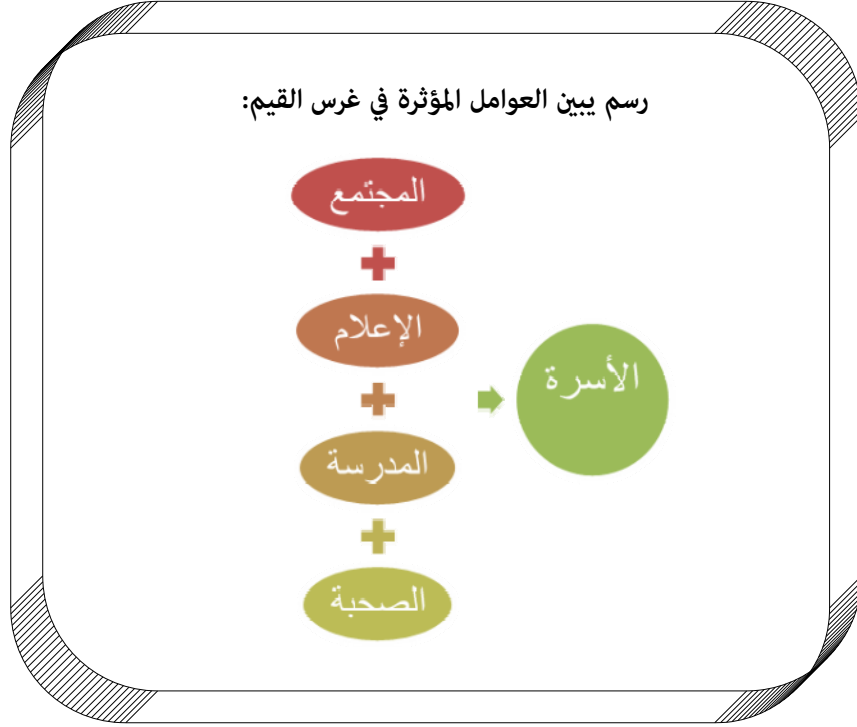 رسم يبين العوامل المؤثرة في غرس القيم:
المجتمع
الإعلام
المدرسة
الصحبة
الأسرة